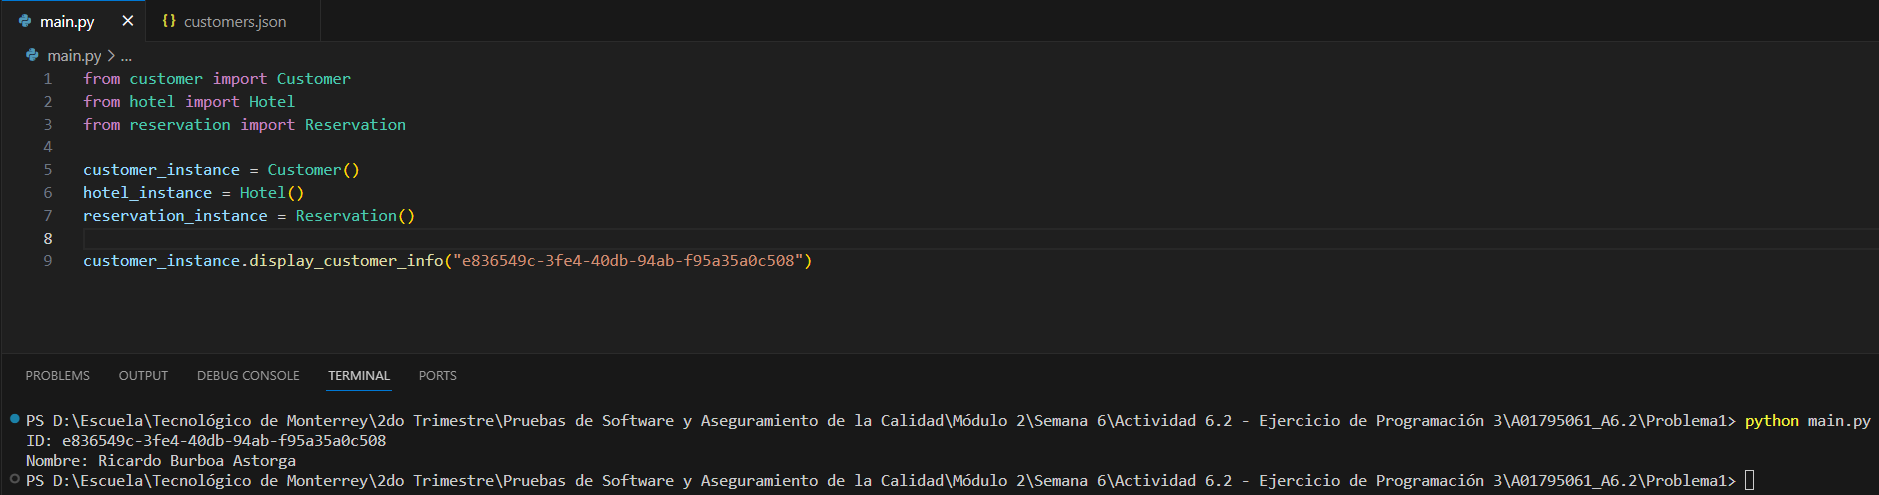 main.py × {} customers.json
main.py > ...
1 from customer import Customer
2 from hotel import Hotel
3 from reservation import Reservation
4
5 customer_instance = Customer()
6 hotel_instance = Hotel()
7 reservation_instance = Reservation()
8
9 customer_instance.display_customer_info("e836549c-3fe4-40db-94ab-f95a35a0c508")
PROBLEMS OUTPUT DEBUG CONSOLE TERMINAL PORTS
PS D:\Escuela\Tecnológico de Monterrey\2do Trimestre\Pruebas de Software y Aseguramiento de la Calidad\Módulo 2\Semana 6\Actividad 6.2 - Ejercicio de Programación 3\A01795061_A6.2\Problema1> python main.py
ID: e836549c-3fe4-40db-94ab-f95a35a0c508
Nombre: Ricardo Burboa Astorga
PS D:\Escuela\Tecnológico de Monterrey\2do Trimestre\Pruebas de Software y Aseguramiento de la Calidad\Módulo 2\Semana 6\Actividad 6.2 - Ejercicio de Programación 3\A01795061_A6.2\Problema1>